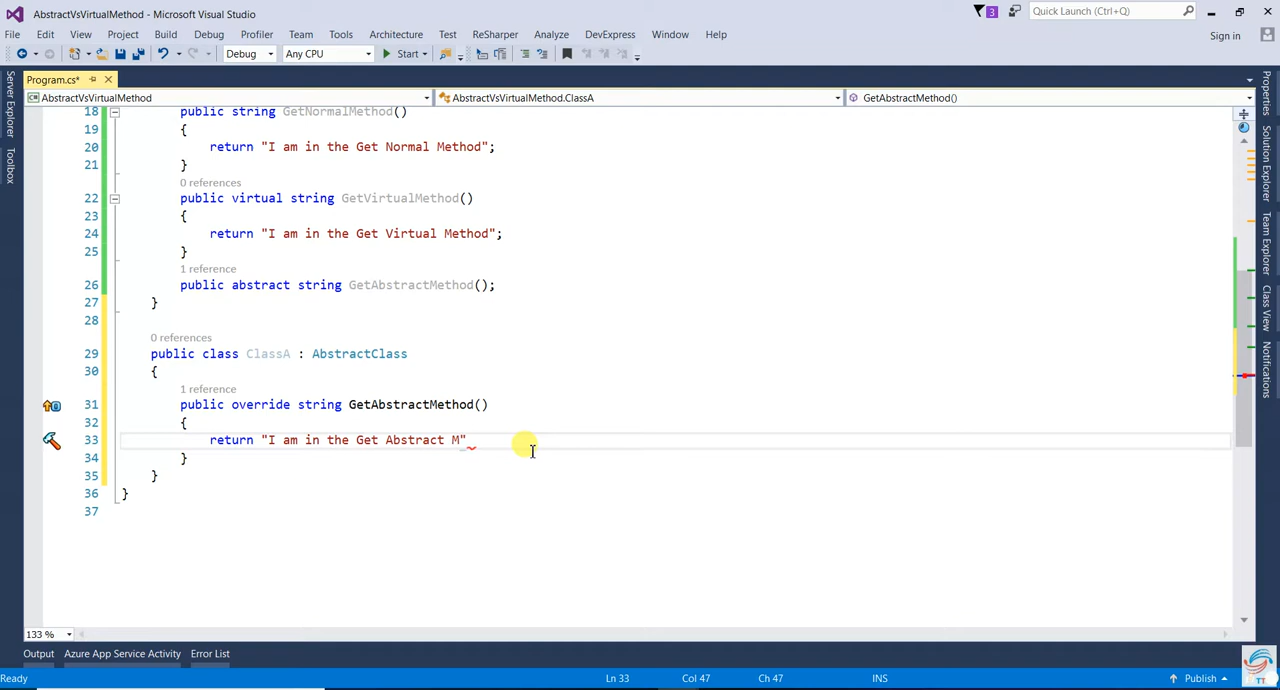 AbstractVsVirtualMethod - Microsoft Visual Studio
3
Quick Launch (Ctrl+Q)
File Edit View Project Build Debug Profiler Team Tools Architecture Test ReSharper Analyze DevExpress Window Help
Sign in
Debug Any CPU Start
Program.cs*
AbstractVsVirtualMethod AbstractVsVirtualMethod.ClassA GetAbstractMethod()
18 public string GetNormalMethod()
19 {
20 return "I am in the Get Normal Method";
21 }
0 references
22 public virtual string GetVirtualMethod()
23 {
24 return "I am in the Get Virtual Method";
25 }
1 reference
26 public abstract string GetAbstractMethod();
27 }
28
0 references
29 public class ClassA : AbstractClass
30 {
1 reference
31 public override string GetAbstractMethod()
32 {
33 return "I am in the Get Abstract M"
34 }
35 }
36 }
37
133 %
Output Azure App Service Activity Error List
Ready Ln 33 Col 47 Ch 47 INS Publish
Server Explorer
Toolbox
Properties
Solution Explorer
Team Explorer
Class View
Notifications